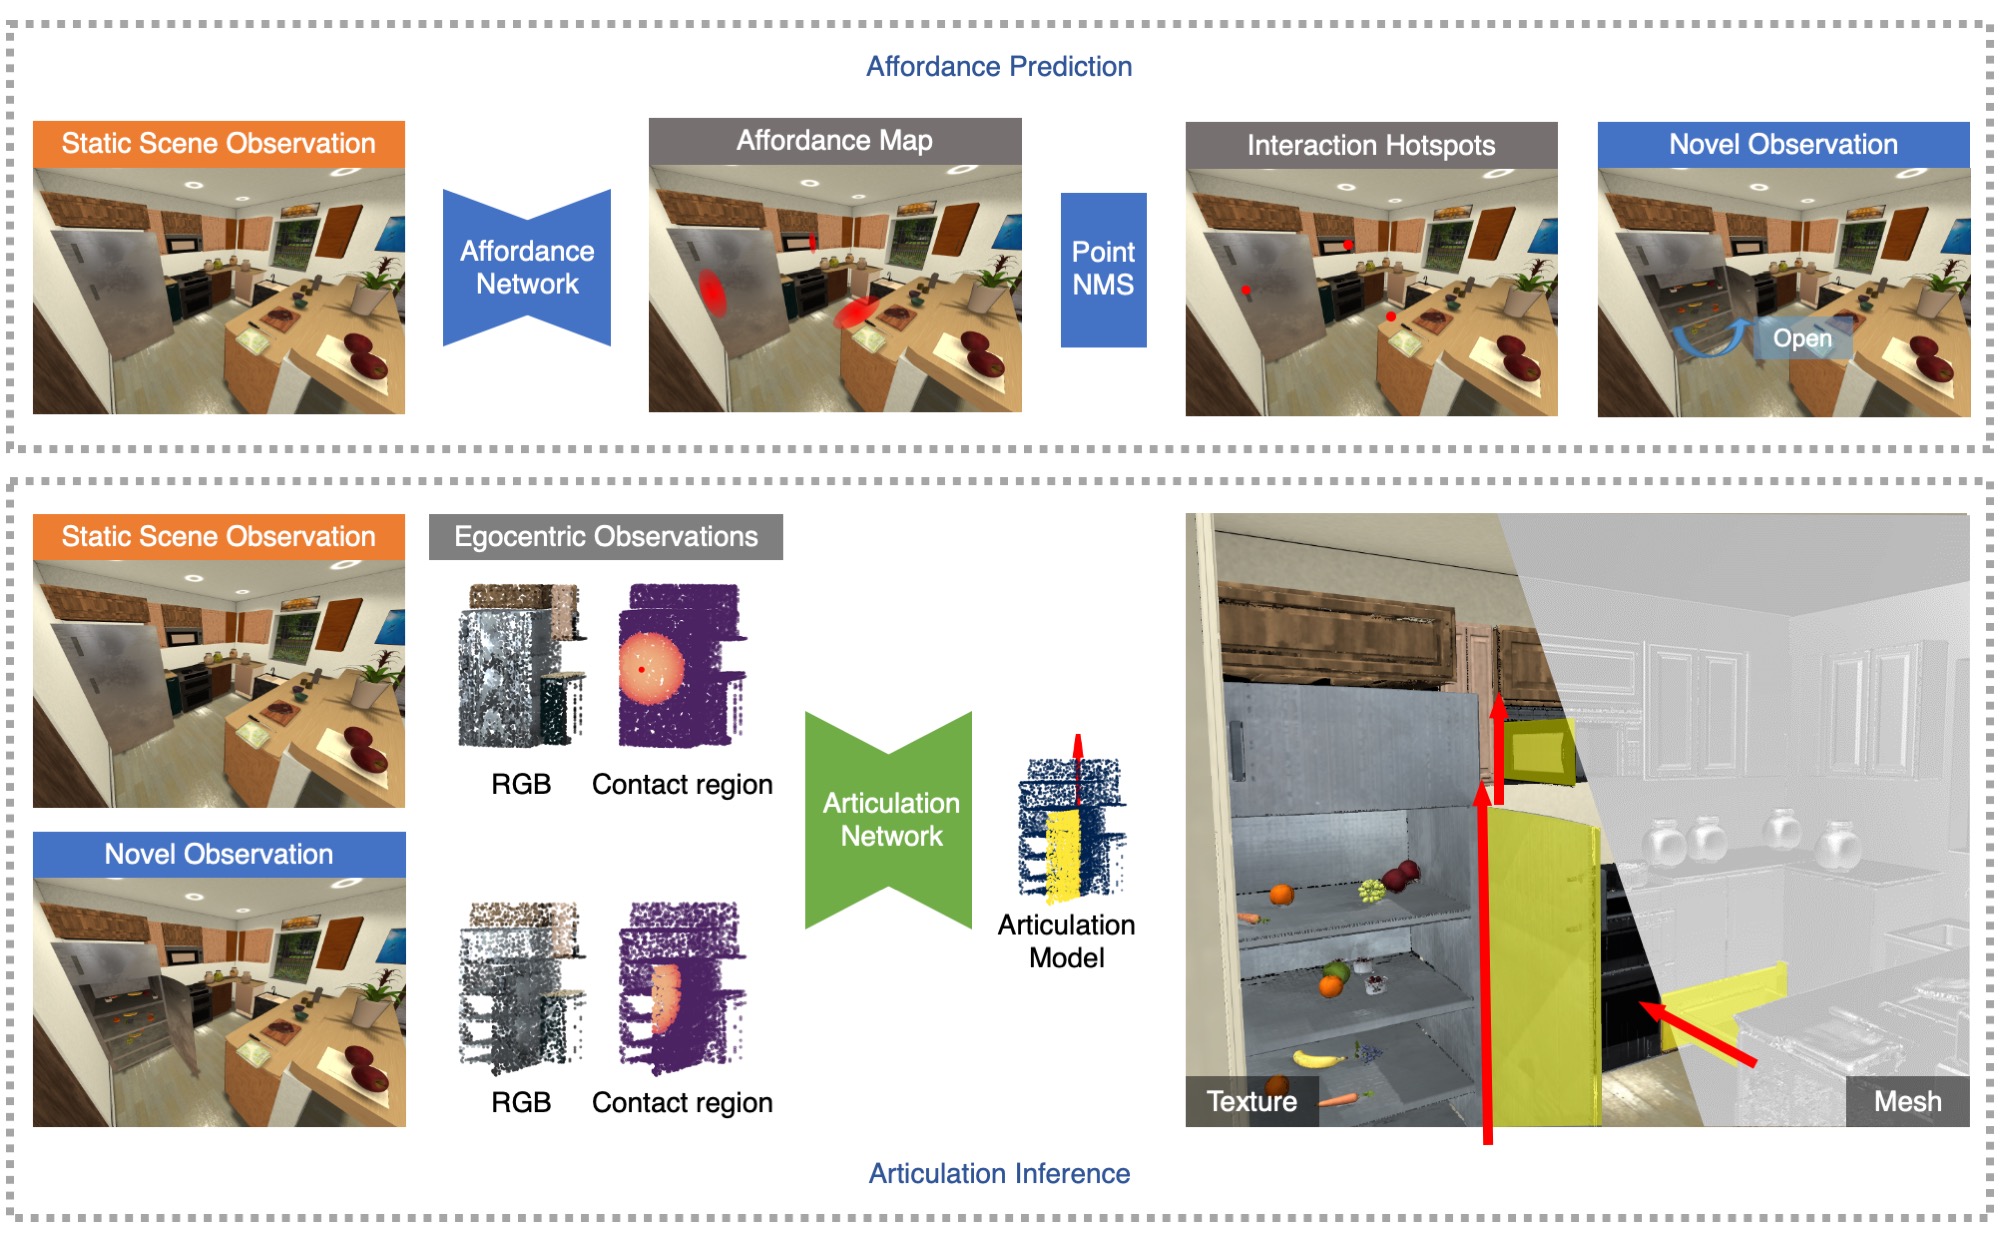 Affordance Prediction
Static Scene Observation
Affordance
Network
Affordance Map
Point
NMS
Interaction Hotspots
Novel Observation
Open
Static Scene Observation
Egocentric Observations
RGB
Contact region
Novel Observation
RGB
Contact region
Articulation
Network
Articulation
Model
Texture
Mesh
Articulation Inference